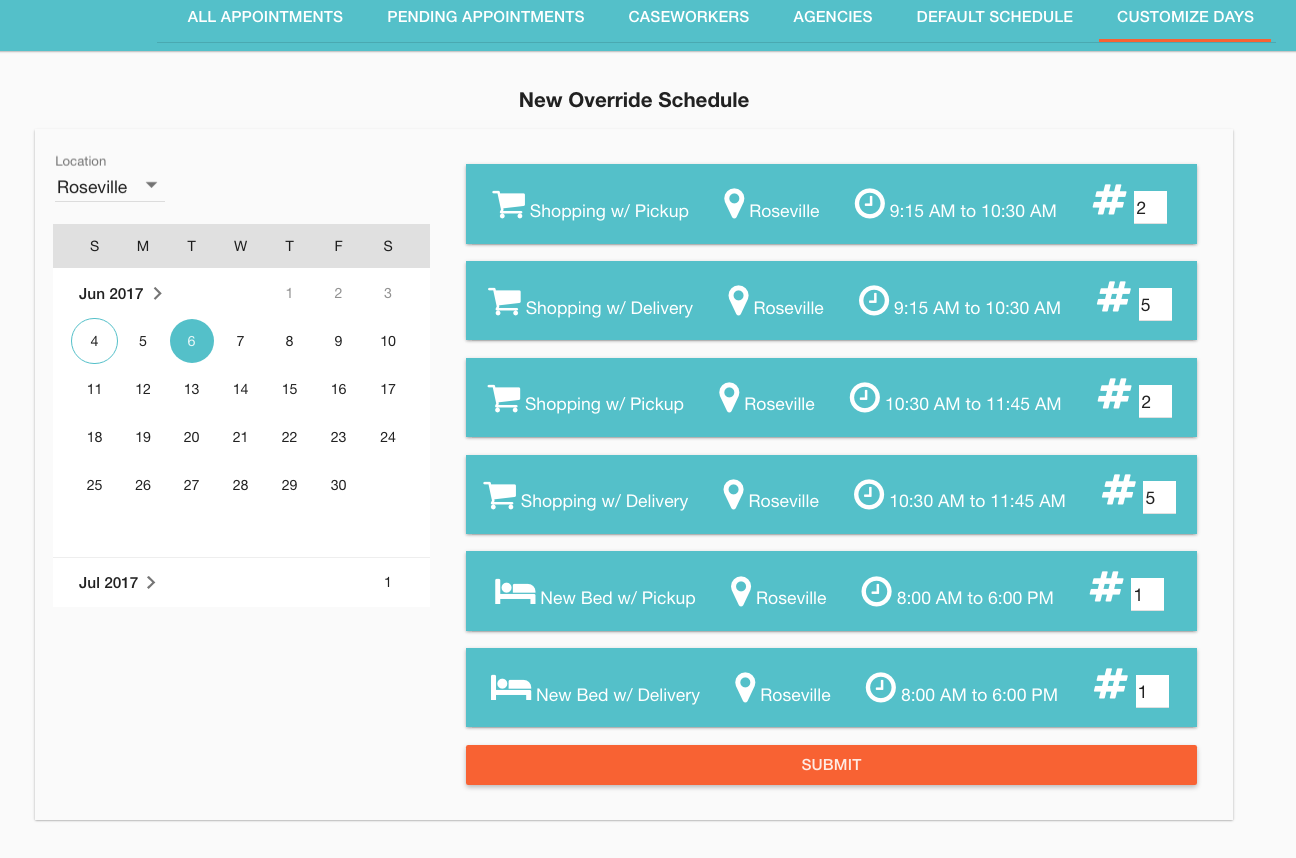 ALL APPOINTMENTS PENDING APPOINTMENTS CASEWORKERS AGENCIES DEFAULT SCHEDULE CUSTOMIZE DAYS
New Override Schedule
Location
Roseville
S M T W T F S
Jun 2017 1 2 3
4 5 6 7 8 9 10
11 12 13 14 15 16 17
18 19 20 21 22 23 24
25 26 27 28 29 30
Jul 2017 1
Shopping w/ Pickup Roseville 9:15 AM to 10:30 AM # 2
Shopping w/ Delivery Roseville 9:15 AM to 10:30 AM # 5
Shopping w/ Pickup Roseville 10:30 AM to 11:45 AM # 2
Shopping w/ Delivery Roseville 10:30 AM to 11:45 AM # 5
New Bed w/ Pickup Roseville 8:00 AM to 6:00 PM # 1
New Bed w/ Delivery Roseville 8:00 AM to 6:00 PM # 1
SUBMIT